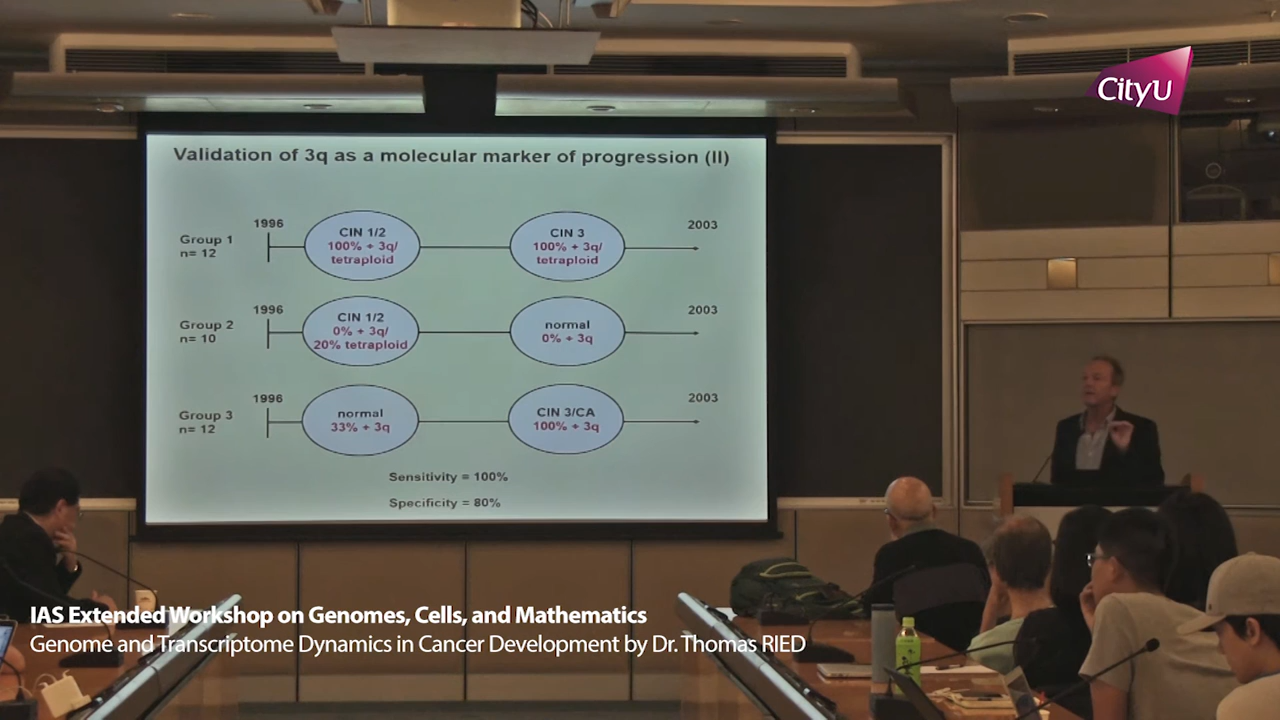 CityU
Validation of 3q as a molecular marker of progression (II)
1996
2003
Group 1
n= 12
CIN 1/2
100% + 3q/
tetraploid
CIN 3
100% + 3q/
tetraploid
1996
2003
Group 2
n= 10
CIN 1/2
0% + 3q/
20% tetraploid
normal
0% + 3q
1996
2003
Group 3
n= 12
normal
33% + 3q
CIN 3/CA
100% + 3q
Sensitivity = 100%
Specificity = 80%
IAS Extended Workshop on Genomes, Cells, and Mathematics
Genome and Transcriptome Dynamics in Cancer Development by Dr. Thomas RIED